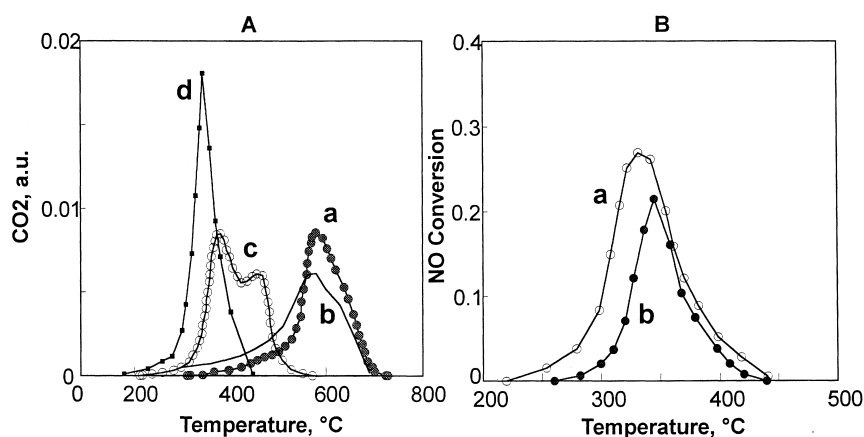 A
0.02
0.01
0
CO2, a.u.
d
c
a
b
0
200
400
600
800
Temperature, °C
B
0.4
0.3
0.2
0.1
0
NO Conversion
a
b
200
300
400
500
Temperature, °C